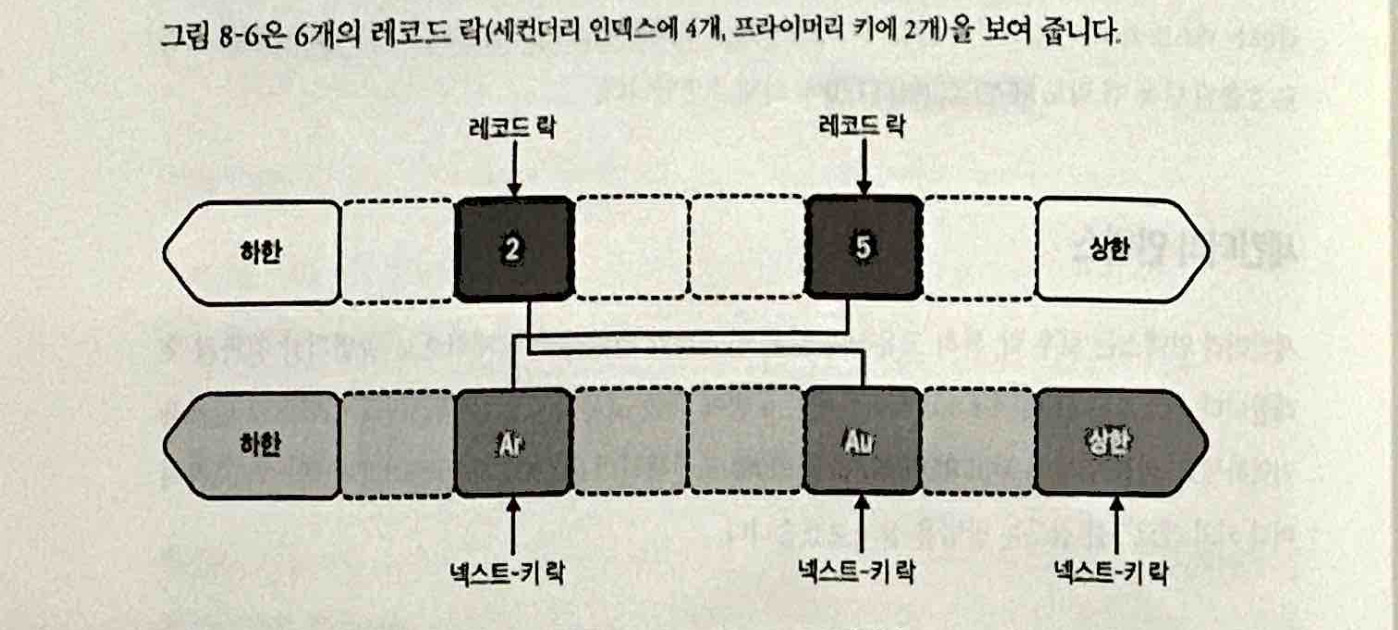 그림 8-6은 6개의 레코드 락(세컨더리 인덱스에 4개, 프라이머리 키에 2개)을 보여 줍니다.
레코드 락 레코드 락
하한 2 5 상한
하한 Ar Au 상한
넥스트-키 락 넥스트-키 락 넥스트-키 락